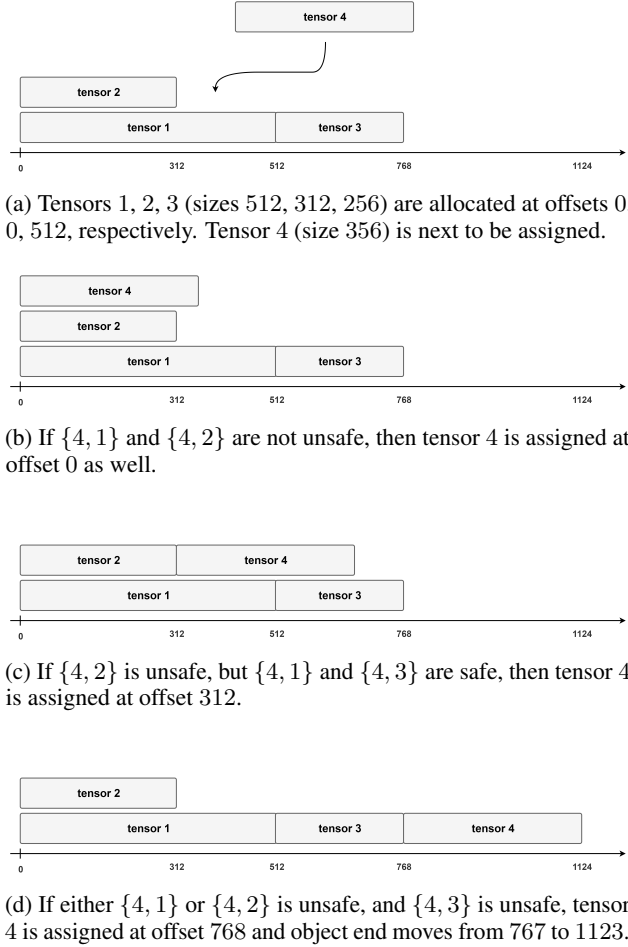 tensor 4
tensor 2
tensor 1 tensor 3
0 312 512 768 1124
(a) Tensors 1, 2, 3 (sizes 512, 312, 256) are allocated at offsets 0
0, 512, respectively. Tensor 4 (size 356) is next to be assigned.
tensor 4
tensor 2
tensor 1 tensor 3
0 312 512 768 1124
(b) If {4, 1} and {4, 2} are not unsafe, then tensor 4 is assigned at
offset 0 as well.
tensor 2 tensor 4
tensor 1 tensor 3
0 312 512 768 1124
(c) If {4, 2} is unsafe, but {4, 1} and {4, 3} are safe, then tensor 4
is assigned at offset 312.
tensor 2
tensor 1 tensor 3 tensor 4
0 312 512 768 1124
(d) If either {4, 1} or {4, 2} is unsafe, and {4, 3} is unsafe, tensor
4 is assigned at offset 768 and object end moves from 767 to 1123.